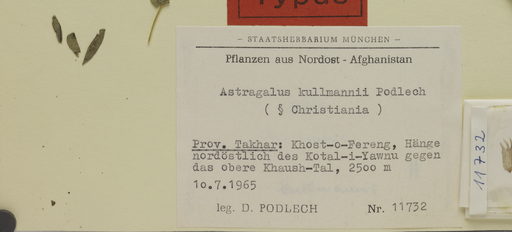 Typus
– STAATSHERBARIUM MÜNCHEN –
Pflanzen aus Nordost - Afghanistan
Astragalus kullmannii Podlech
( § Christiania )
Prov. Takhar: Khost-o-Fereng, Hänge
nordöstlich des Kotal-i-Yawnu gegen
das obere Khaush-Tal, 2500 m
10.7.1965
leg. D. PODLECH Nr. 11732
11732